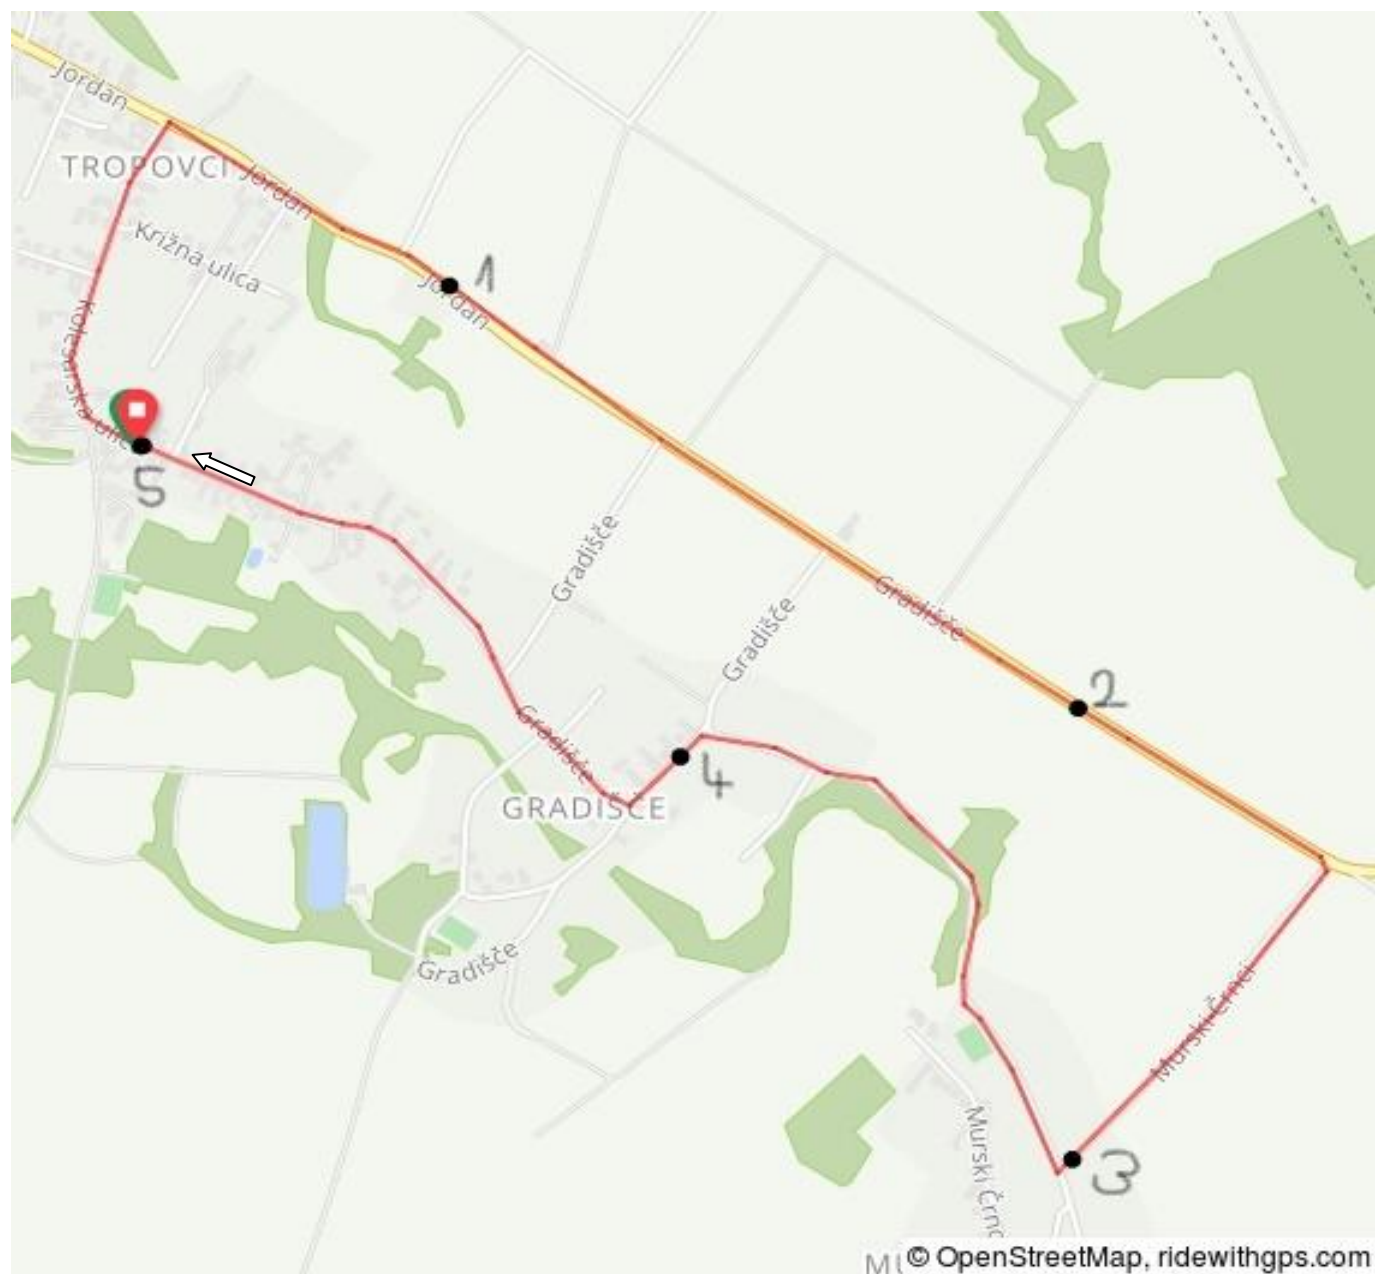 Jordan
TROPOVCI
Jordan
Križna ulica
1
Jordan
Kolesarska ulica
5
Gradišče
Gradišče
Gradišče
2
Gradišče
4
GRADIŠČE
Gradišče
Murski Črnci
Murski Črnc
3
© OpenStreetMap, ridewithgps.com